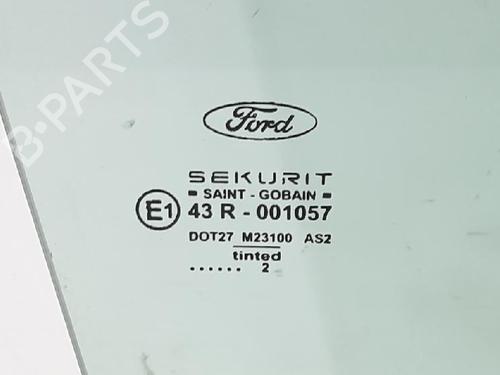 B-PARTS
Ford
SEKURIT
SAINT - GOBAIN
E1 43 R - 001057
DOT27 M23100 AS2
tinted
...... 2